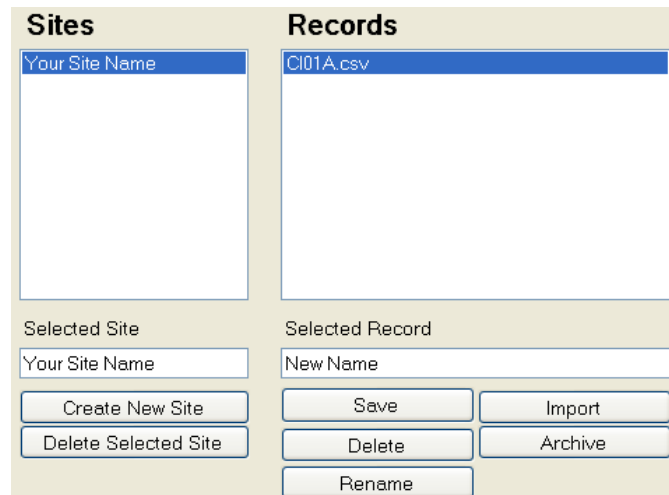 Sites
Your Site Name
Selected Site
Your Site Name
Create New Site
Delete Selected Site
Records
Cl01A.csv
Selected Record
New Name
Save
Import
Delete
Archive
Rename